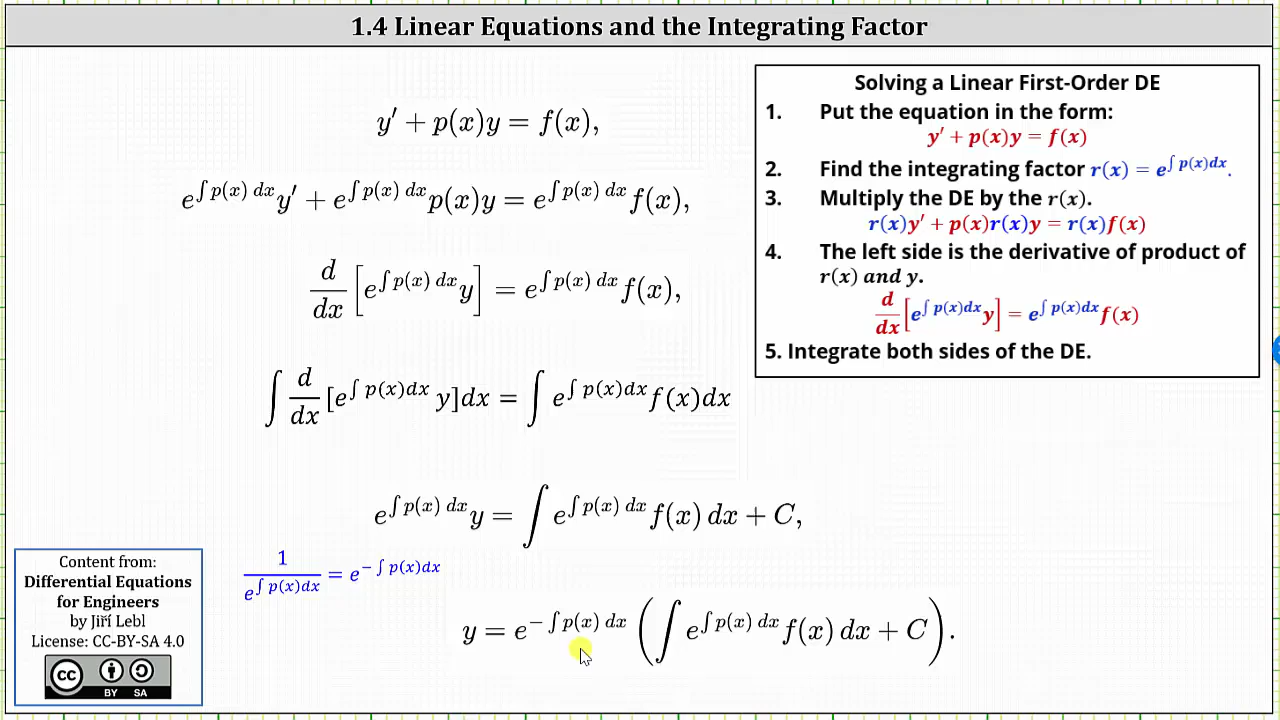 1.4 Linear Equations and the Integrating Factor
y′ + p(x)y = f(x),
e^{∫ p(x) dx}y′ + e^{∫ p(x) dx}p(x)y = e^{∫ p(x) dx}f(x),
d/dx [e^{∫ p(x) dx}y] = e^{∫ p(x) dx}f(x),
∫ d/dx [e^{∫ p(x)dx} y]dx = ∫ e^{∫ p(x)dx}f(x)dx
e^{∫ p(x) dx}y = ∫ e^{∫ p(x) dx}f(x) dx + C,
1/e^{∫ p(x)dx} = e^{− ∫ p(x)dx}
y = e^{− ∫ p(x) dx} (∫ e^{∫ p(x) dx}f(x) dx + C).
Solving a Linear First-Order DE
1. Put the equation in the form:
y′ + p(x)y = f(x)
2. Find the integrating factor r(x) = e^{∫ p(x)dx}.
3. Multiply the DE by the r(x).
r(x)y′ + p(x)r(x)y = r(x)f(x)
4. The left side is the derivative of product of
r(x) and y.
d/dx [e^{∫ p(x)dx}y] = e^{∫ p(x)dx}f(x)
5. Integrate both sides of the DE.
Content from:
Differential Equations
for Engineers
by Jiří Lebl
License: CC-BY-SA 4.0
cc
BY SA